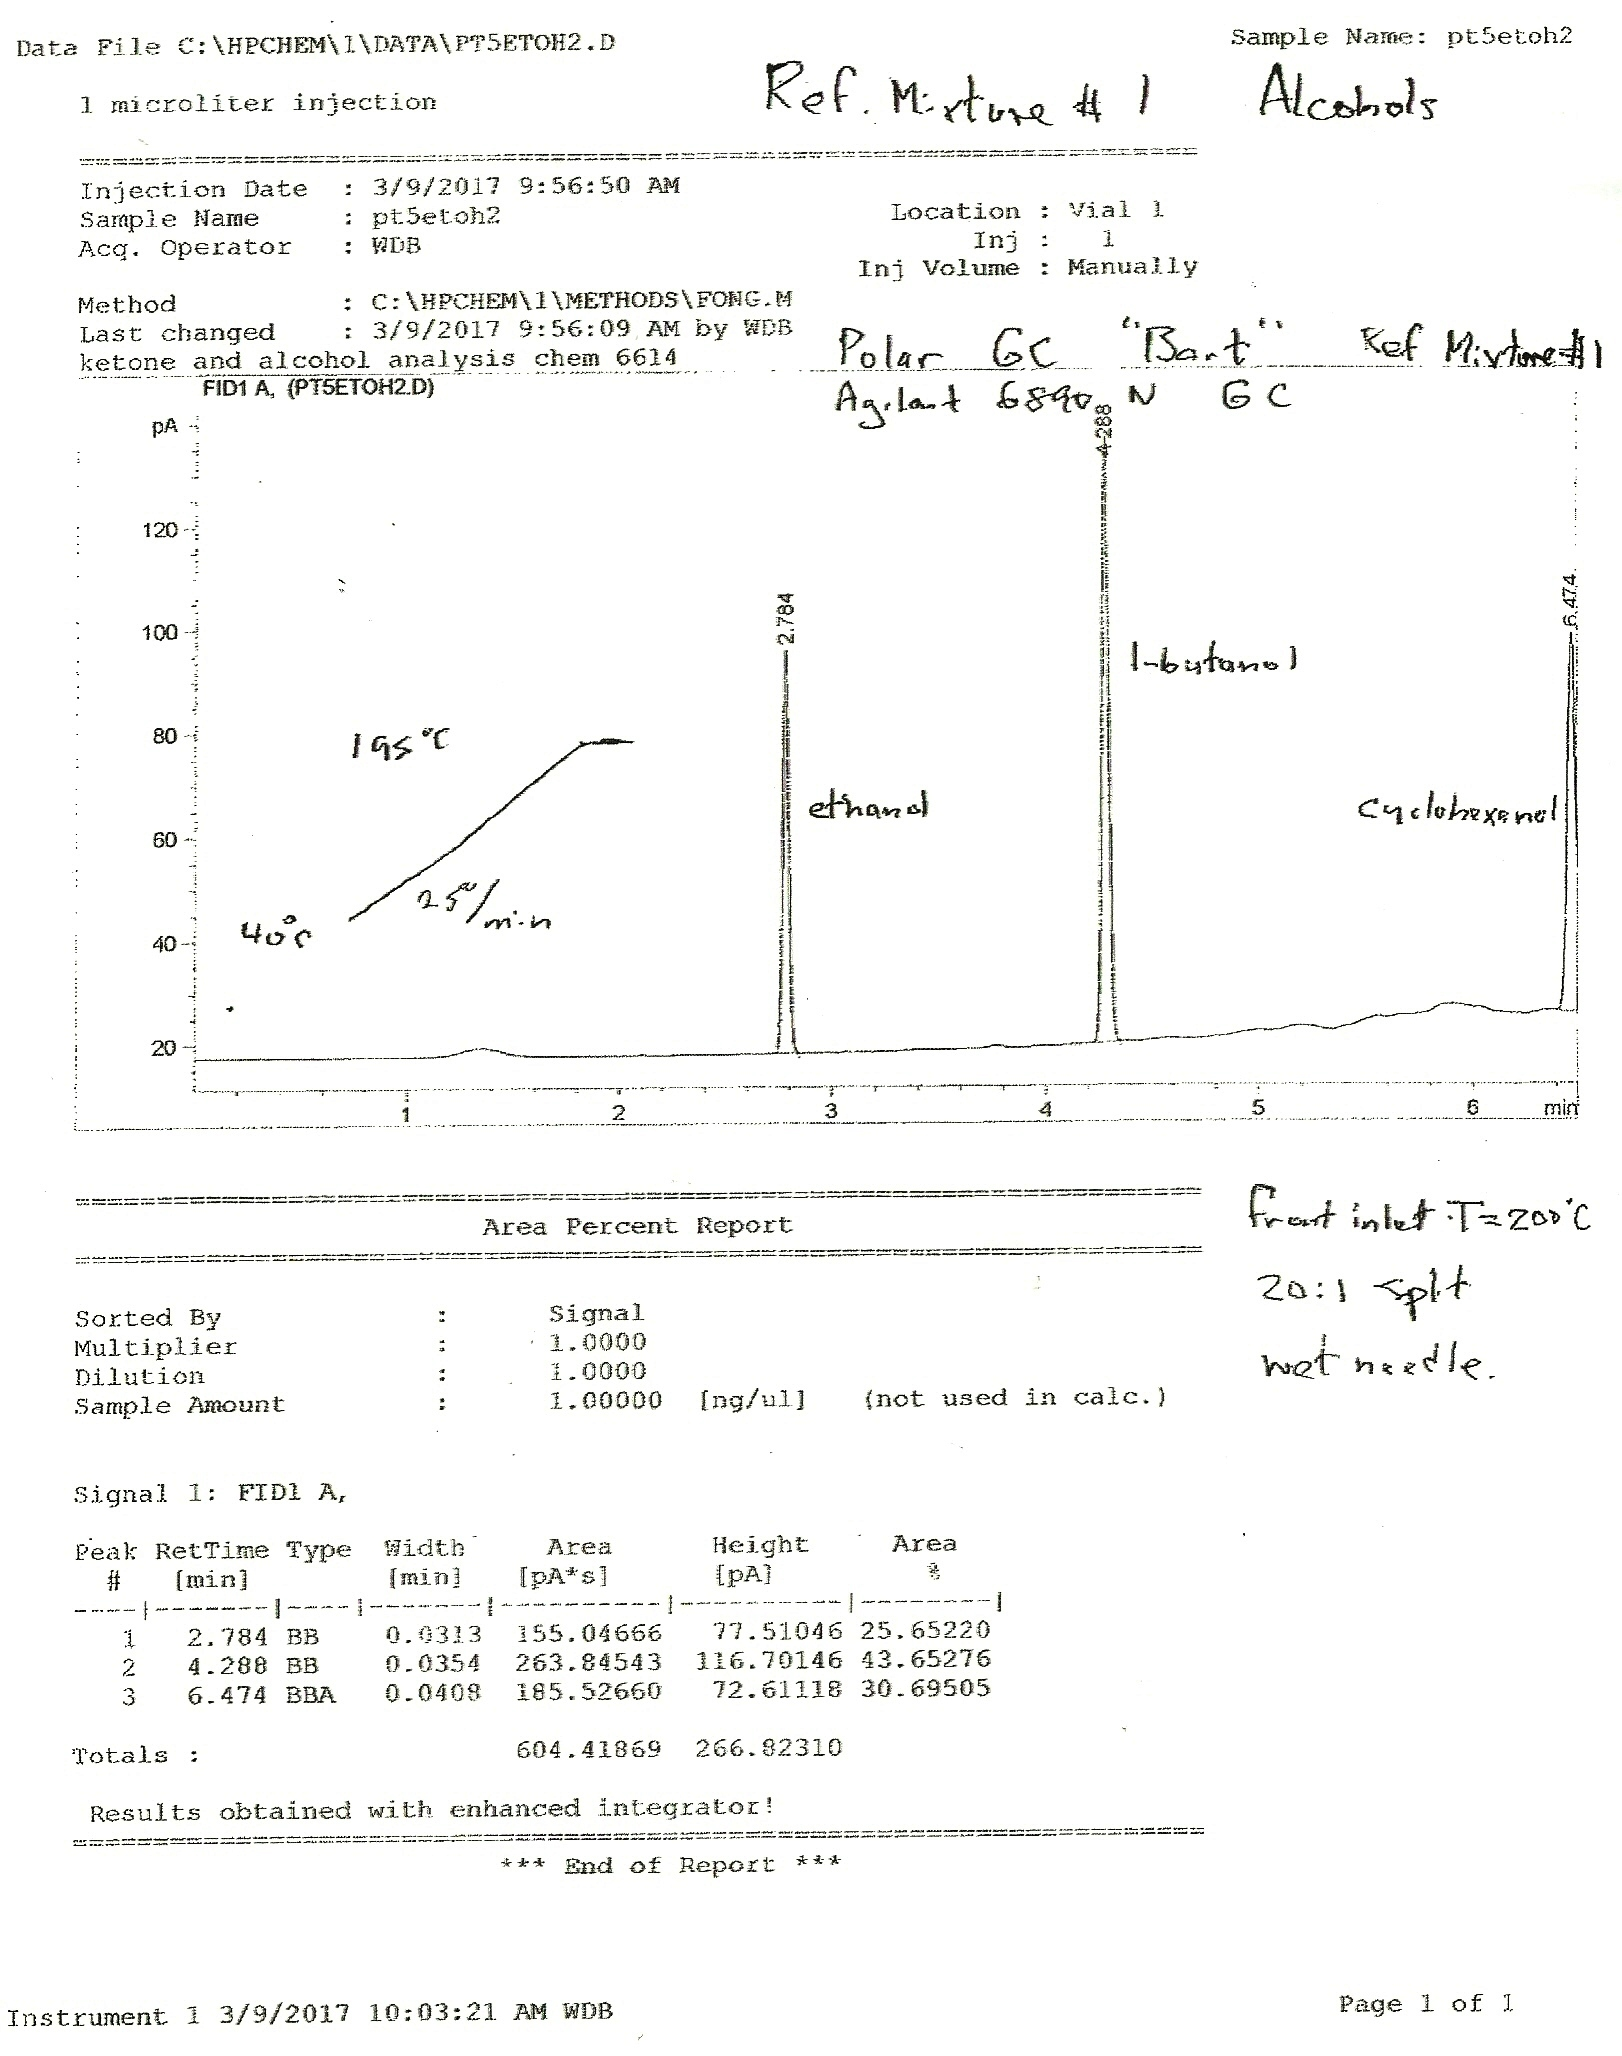 Data File C:\HPCHEM\1\DATA\PT5ETOH2.D Sample Name: pt5etoh2
1 microliter injection Ref. Mixture # 1 Alcohols
Injection Date : 3/9/2017 9:56:50 AM
Sample Name : pt5etoh2 Location : Vial 1
Acq. Operator : WDB Inj : 1
Inj Volume : Manually
Method : C:\HPCHEM\1\METHODS\FONG.M
Last changed : 3/9/2017 9:56:09 AM by WDB
ketone and alcohol analysis chem 6614
Polar GC "Bart" Ref Mixture #1
Agilant 6890 N GC
FID1 A, (PT5ETOH2.D)
pA
4.288
120
6.474
100
2.784
1-butanol
80
195°C
ethanol
cyclohexanol
60
25°/min
40°C
40
20
1 2 3 4 5 6 min
front inlet T=200°C
Area Percent Report
20:1 split
Sorted By : Signal
Multiplier : 1.0000
wet needle.
Dilution : 1.0000
Sample Amount : 1.00000 [ng/ul] (not used in calc.)
Signal 1: FID1 A,
Peak RetTime Type Width Area Height Area
# [min] [min] [pA*s] [pA] %
----|-------|----|-------|----------|----------|--------|
1 2.784 BB 0.0313 155.04666 77.51046 25.65220
2 4.288 BB 0.0354 263.84543 116.70146 43.65276
3 6.474 BBA 0.0408 185.52660 72.61118 30.69505
Totals : 604.41869 266.82310
Results obtained with enhanced integrator!
*** End of Report ***
Instrument 1 3/9/2017 10:03:21 AM WDB Page 1 of 1